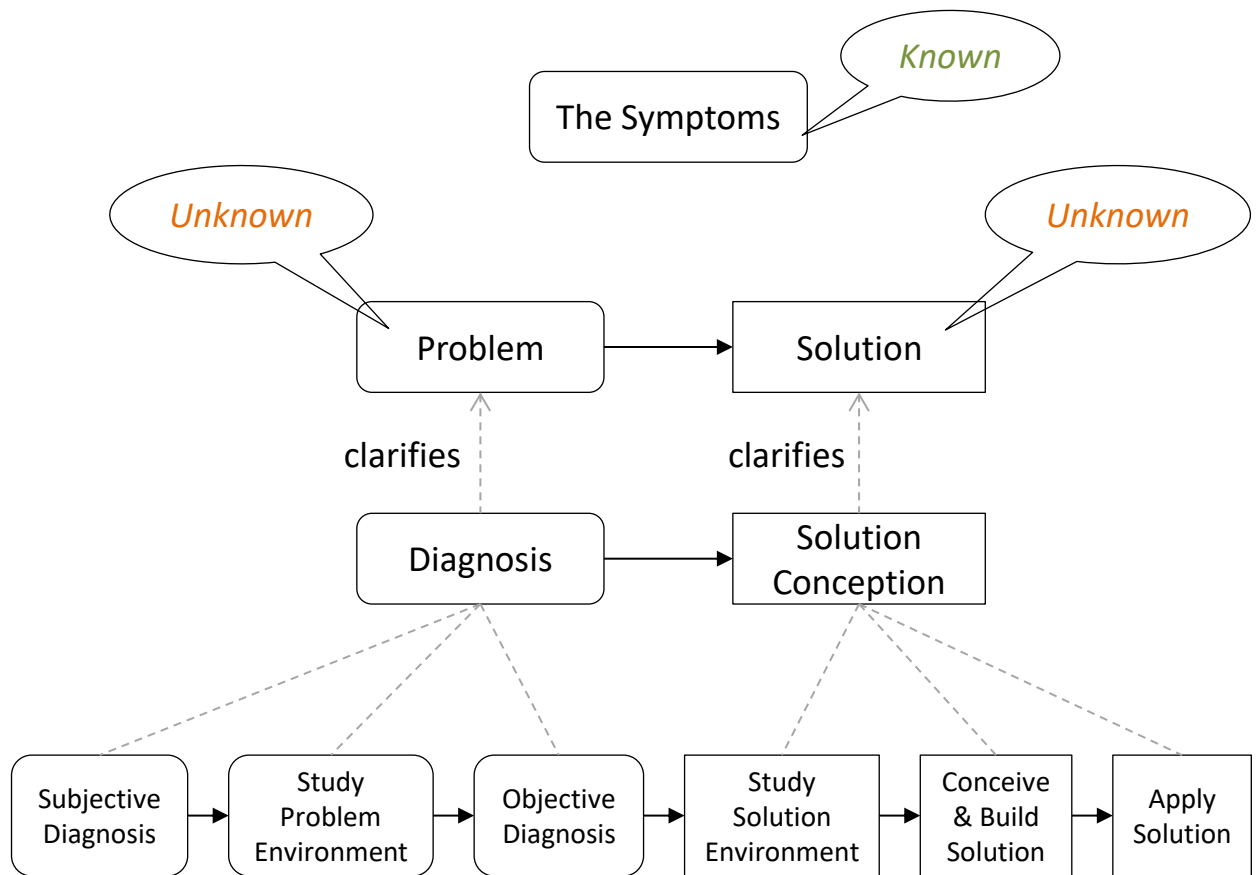 Known
The Symptoms
Unknown
Unknown
Problem
Solution
clarifies
clarifies
Diagnosis
Solution
Conception
Subjective
Diagnosis
Study
Problem
Environment
Objective
Diagnosis
Study
Solution
Environment
Conceive
& Build
Solution
Apply
Solution